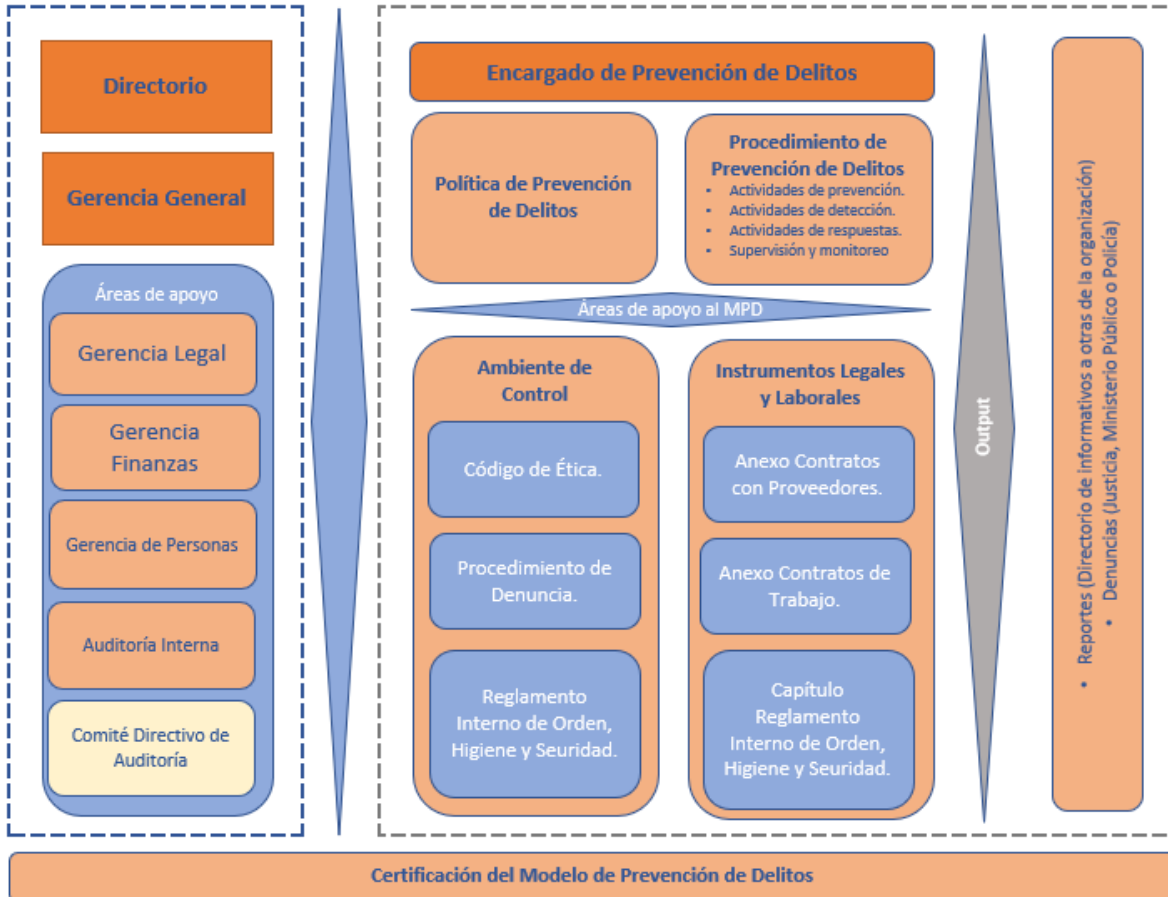 Directorio
Gerencia General
Áreas de apoyo
Gerencia Legal
Gerencia
Finanzas
Gerencia de Personas
Auditoría Interna
Comité Directivo de
Auditoría
Encargado de Prevención de Delitos
Política de Prevención
de Delitos
Procedimiento de
Prevención de Delitos
• Actividades de prevención.
• Actividades de detección.
• Actividades de respuestas.
• Supervisión y monitoreo
Áreas de apoyo al MPD
Ambiente de
Control
Código de Ética.
Procedimiento de
Denuncia.
Reglamento
Interno de Orden,
Higiene y Seuridad.
Instrumentos Legales
y Laborales
Anexo Contratos
con Proveedores.
Anexo Contratos de
Trabajo.
Capítulo
Reglamento
Interno de Orden,
Higiene y Seuridad.
Output
• Reportes (Directorio de informativos a otras de la organización)
• Denuncias (Justicia, Ministerio Público o Policía)
Certificación del Modelo de Prevención de Delitos